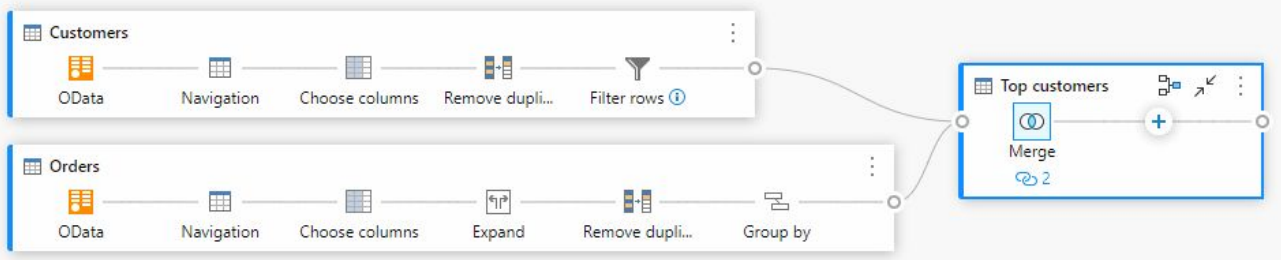 Customers
OData Navigation Choose columns Remove dupli... Filter rows
Top customers
Merge
2
Orders
OData Navigation Choose columns Expand Remove dupli... Group by